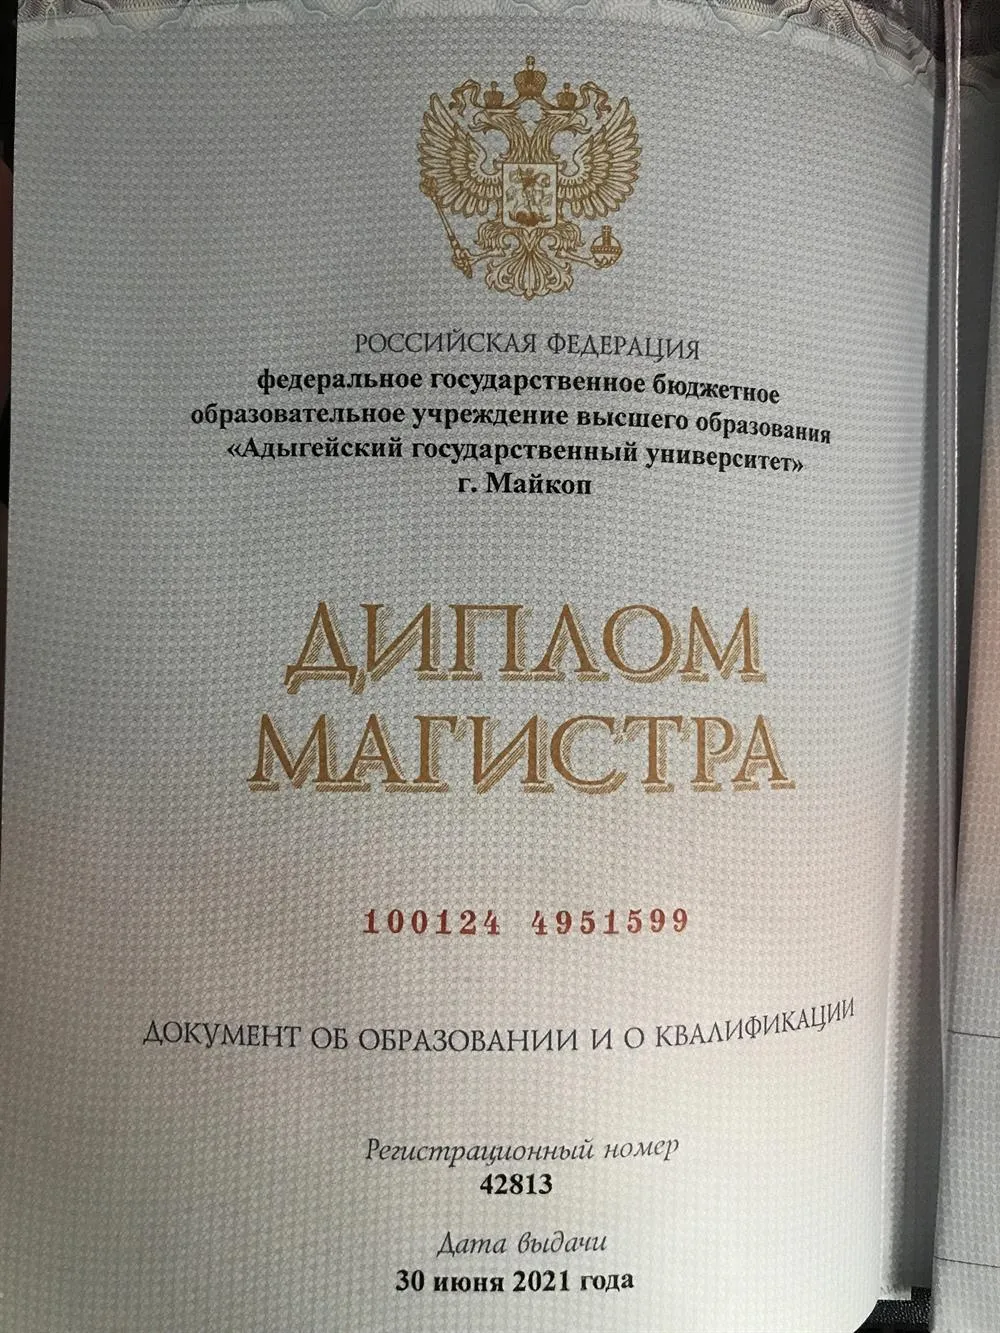 РОССИЙСКАЯ ФЕДЕРАЦИЯ
федеральное государственное бюджетное
образовательное учреждение высшего образования
«Адыгейский государственный университет»
г. Майкоп
ДИПЛОМ
МАГИСТРА
100124 4951599
ДОКУМЕНТ ОБ ОБРАЗОВАНИИ И О КВАЛИФИКАЦИИ
Регистрационный номер
42813
Дата выдачи
30 июня 2021 года